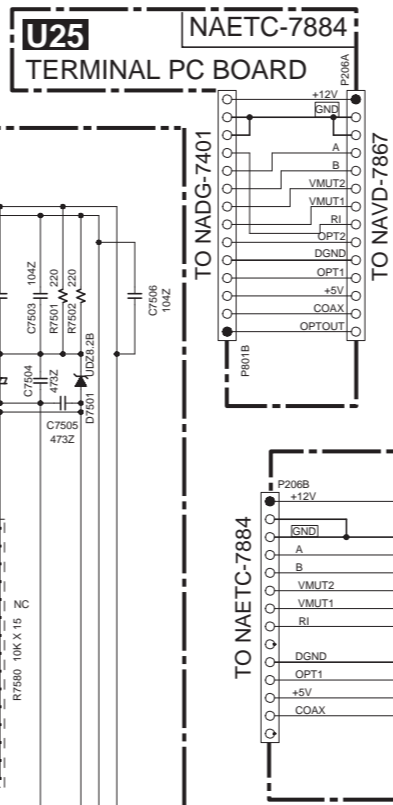 U25
NAETC-7884
TERMINAL PC BOARD
P206A
TO NADG-7401
+12V
GND
A
B
VMUT2
VMUT1
RI
OPT2
DGND
OPT1
+5V
COAX
OPTOUT
TO NAVD-7867
P801B
C7503
104Z
R7501
220
R7502
220
C7506
104Z
C7504
473Z
C7505
473Z
D7501
UDZ8.2B
NC
R7580 10K X 15
P206B
TO NAETC-7884
+12V
GND
A
B
VMUT2
VMUT1
RI
DGND
OPT1
+5V
COAX